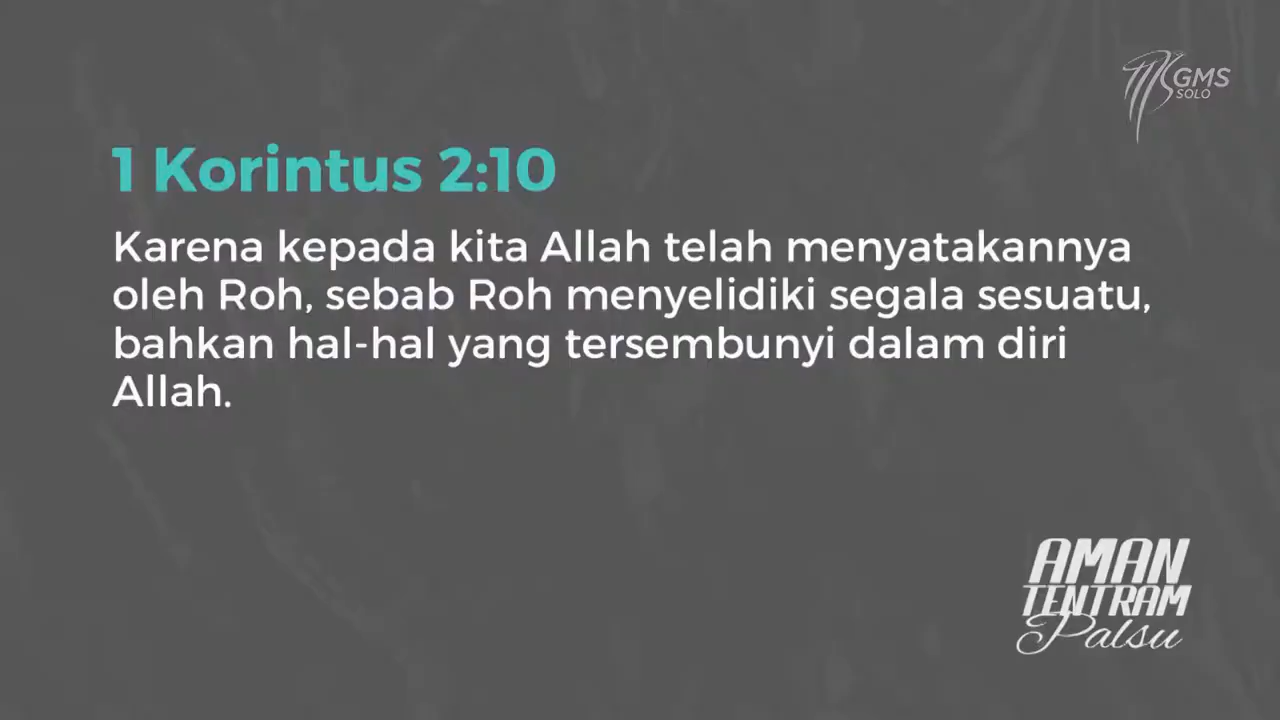 GMS
SOLO
1 Korintus 2:10
Karena kepada kita Allah telah menyatakannya
oleh Roh, sebab Roh menyelidiki segala sesuatu,
bahkan hal-hal yang tersembunyi dalam diri
Allah.
AMAN
TENTRAM
Palsu